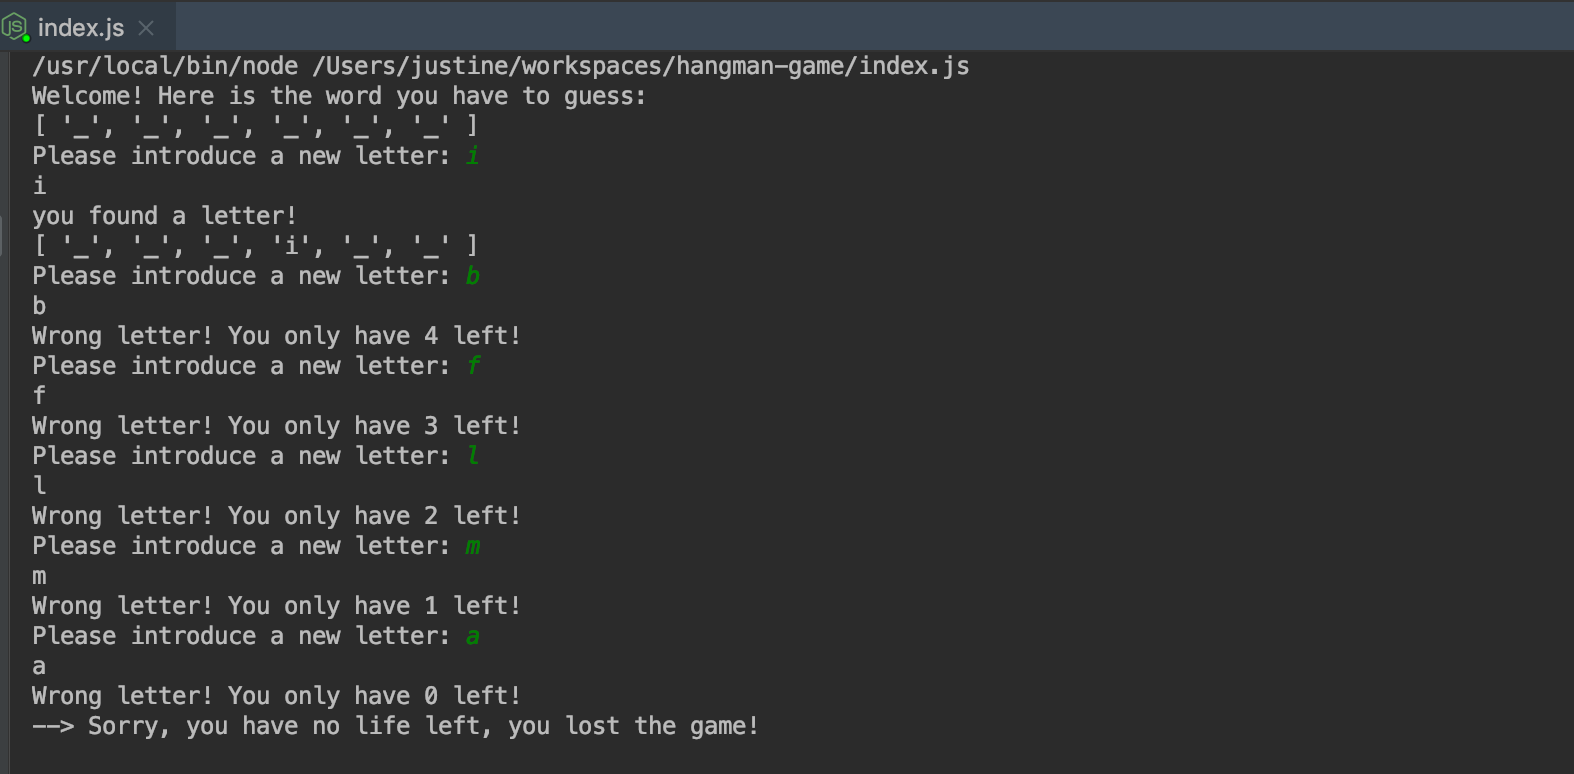 index.js
/usr/local/bin/node /Users/justine/workspaces/hangman-game/index.js
Welcome! Here is the word you have to guess:
[ '_', '_', '_', '_', '_', '_' ]
Please introduce a new letter: i
i
you found a letter!
[ '_', '_', '_', 'i', '_', '_' ]
Please introduce a new letter: b
b
Wrong letter! You only have 4 left!
Please introduce a new letter: f
f
Wrong letter! You only have 3 left!
Please introduce a new letter: l
l
Wrong letter! You only have 2 left!
Please introduce a new letter: m
m
Wrong letter! You only have 1 left!
Please introduce a new letter: a
a
Wrong letter! You only have 0 left!
--> Sorry, you have no life left, you lost the game!